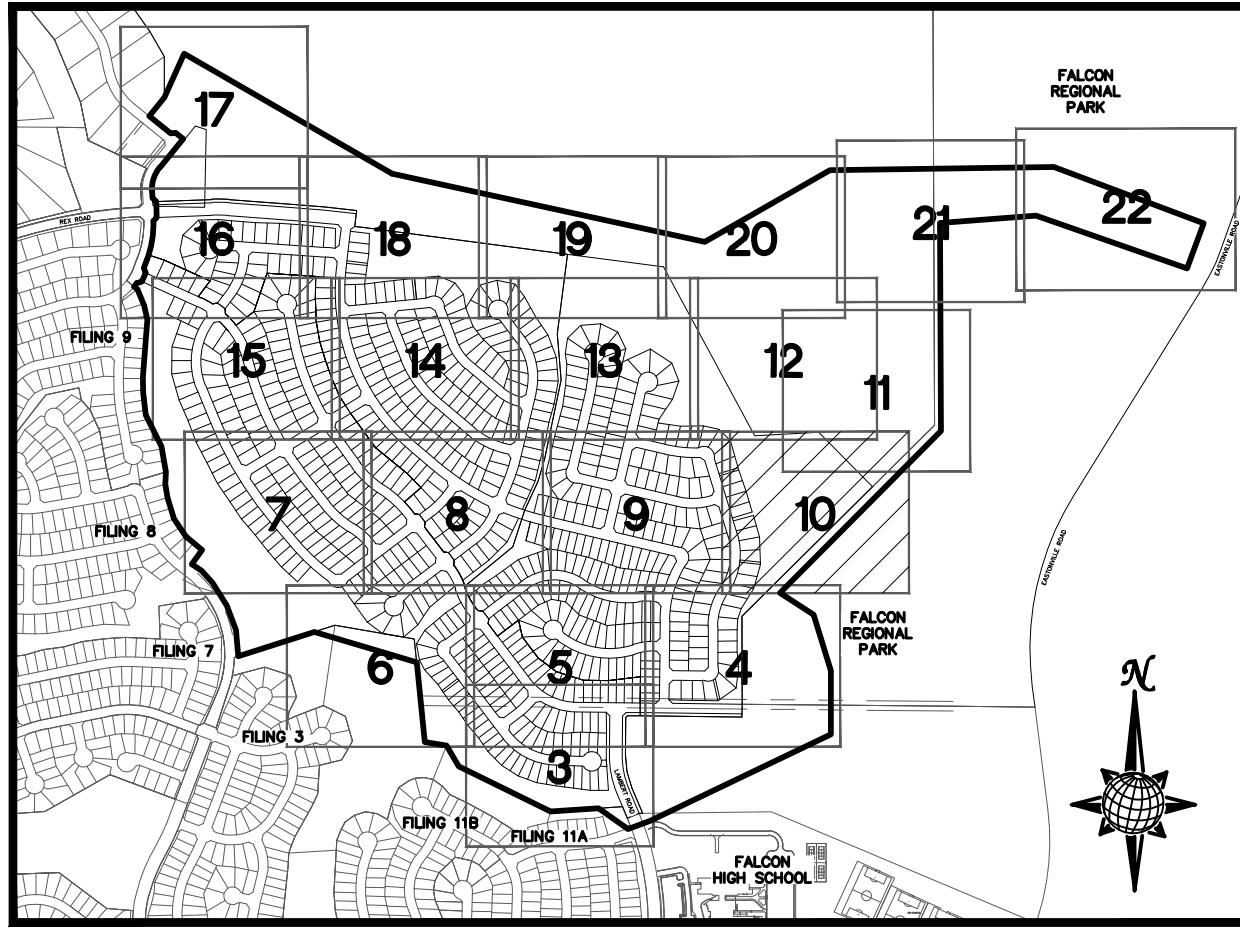 FALCON
REGIONAL
PARK
17
22
REX ROAD
16
18
19
20
21
EASTONVILLE ROAD
FILING 9
15
14
13
12
11
FILING 8
7
8
9
10
EASTONVILLE ROAD
FALCON
REGIONAL
PARK
FILING 7
6
5
4
N
FILING 3
3
LAMBERT ROAD
FILING 11B
FILING 11A
FALCON
HIGH SCHOOL